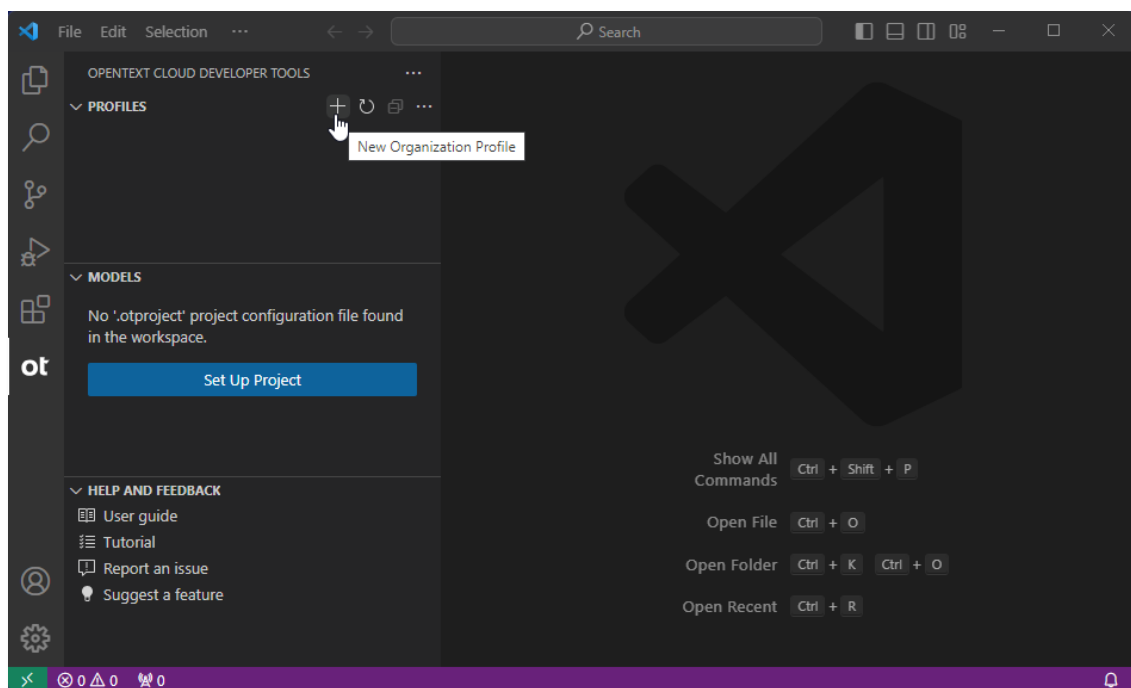 File Edit Selection ··· Search
OPENTEXT CLOUD DEVELOPER TOOLS ···
PROFILES ···
New Organization Profile
MODELS
No '.otproject' project configuration file found
in the workspace.
ot
Set Up Project
Show All
Commands Ctrl + Shift + P
HELP AND FEEDBACK
User guide
Open File Ctrl + O
Tutorial
Report an issue
Open Folder Ctrl + K Ctrl + O
Suggest a feature
Open Recent Ctrl + R
0 0 0